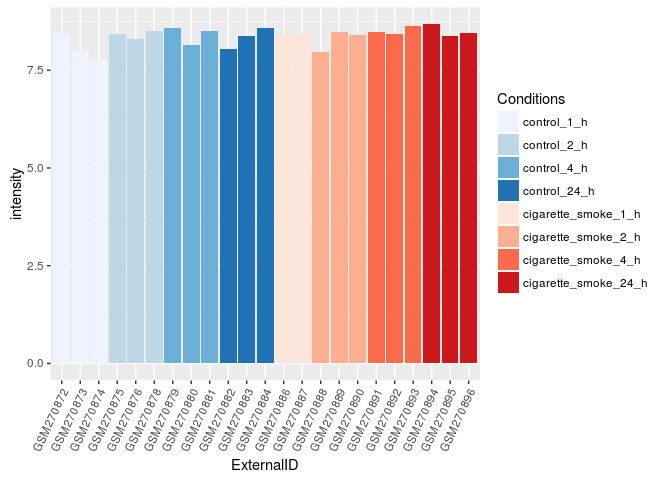 7.5
5.0
2.5
0.0
intensity
GSM270872
GSM270873
GSM270874
GSM270875
GSM270876
GSM270878
GSM270879
GSM270880
GSM270881
GSM270882
GSM270883
GSM270884
GSM270886
GSM270887
GSM270888
GSM270889
GSM270890
GSM270891
GSM270892
GSM270893
GSM270894
GSM270895
GSM270896
ExternalID
Conditions
control_1_h
control_2_h
control_4_h
control_24_h
cigarette_smoke_1_h
cigarette_smoke_2_h
cigarette_smoke_4_h
cigarette_smoke_24_h